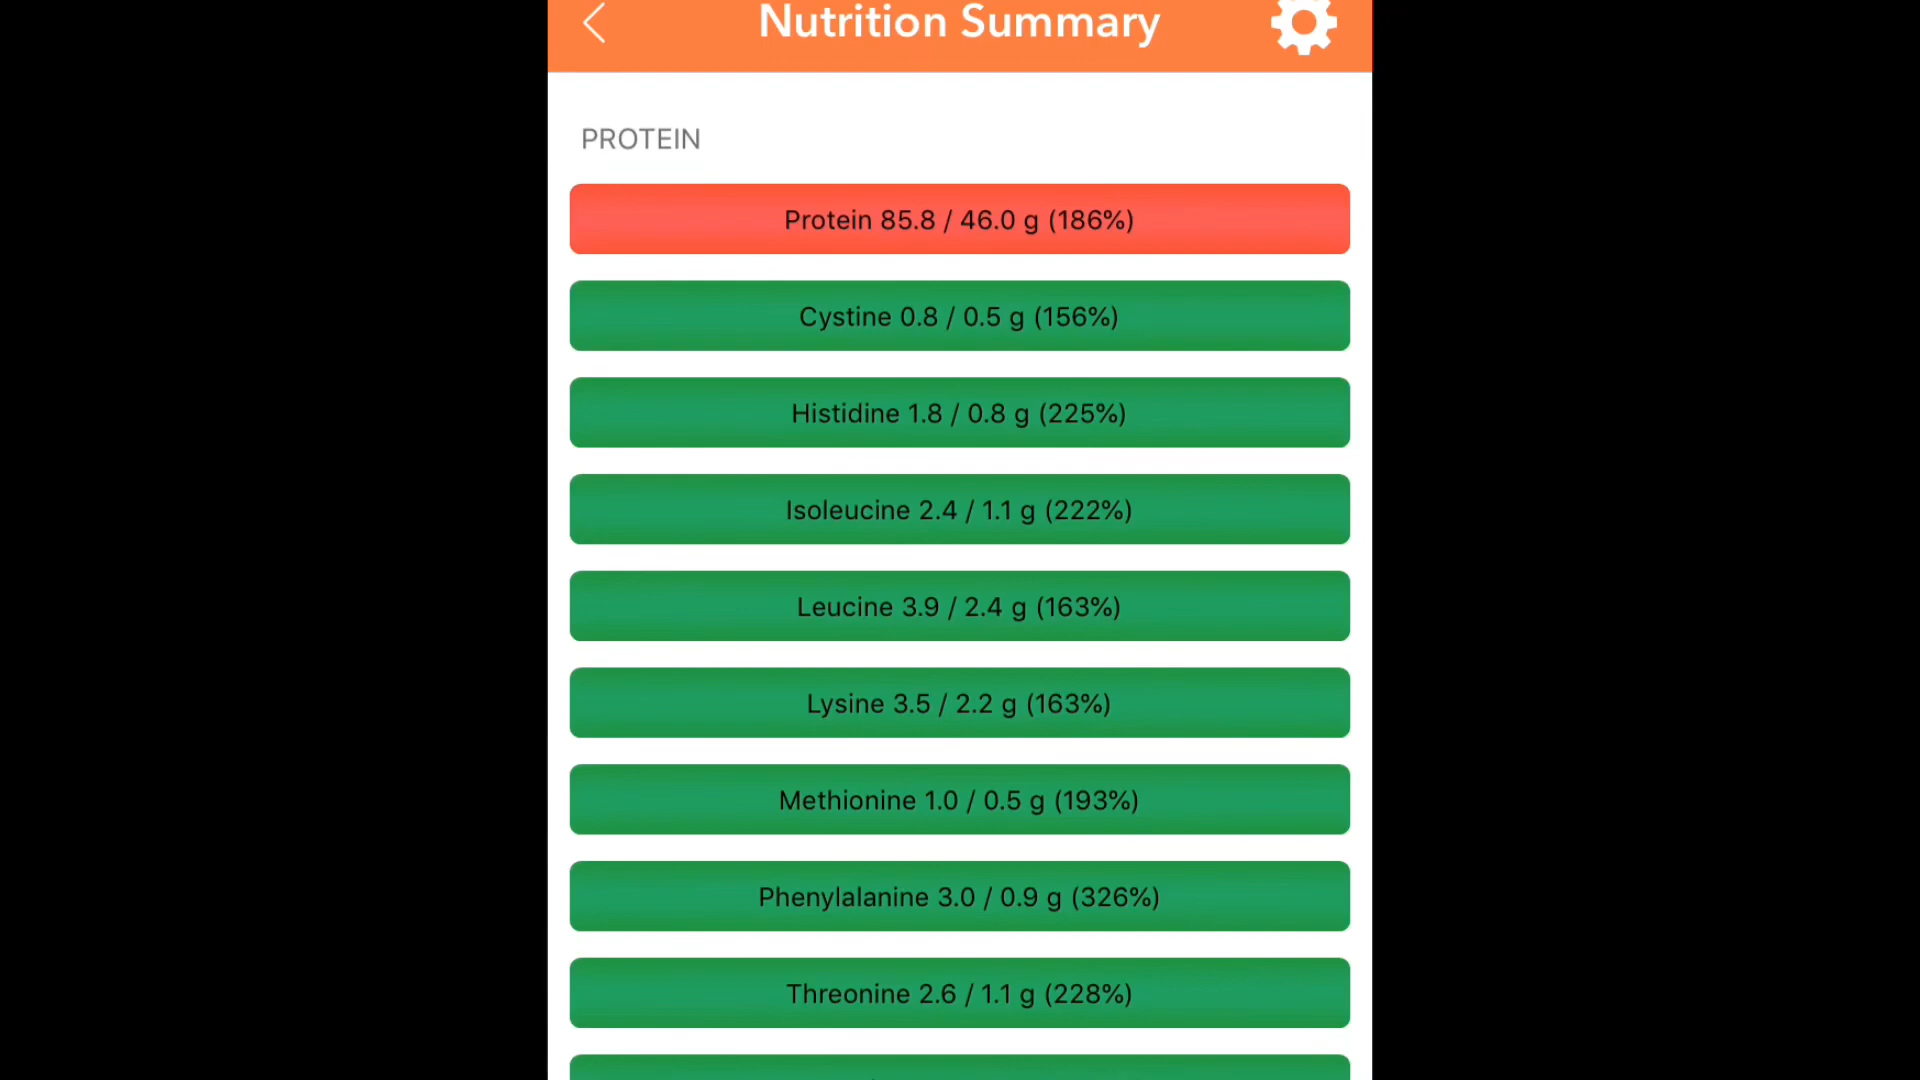 Nutrition Summary
PROTEIN
Protein 85.8 / 46.0 g (186%)
Cystine 0.8 / 0.5 g (156%)
Histidine 1.8 / 0.8 g (225%)
Isoleucine 2.4 / 1.1 g (222%)
Leucine 3.9 / 2.4 g (163%)
Lysine 3.5 / 2.2 g (163%)
Methionine 1.0 / 0.5 g (193%)
Phenylalanine 3.0 / 0.9 g (326%)
Threonine 2.6 / 1.1 g (228%)